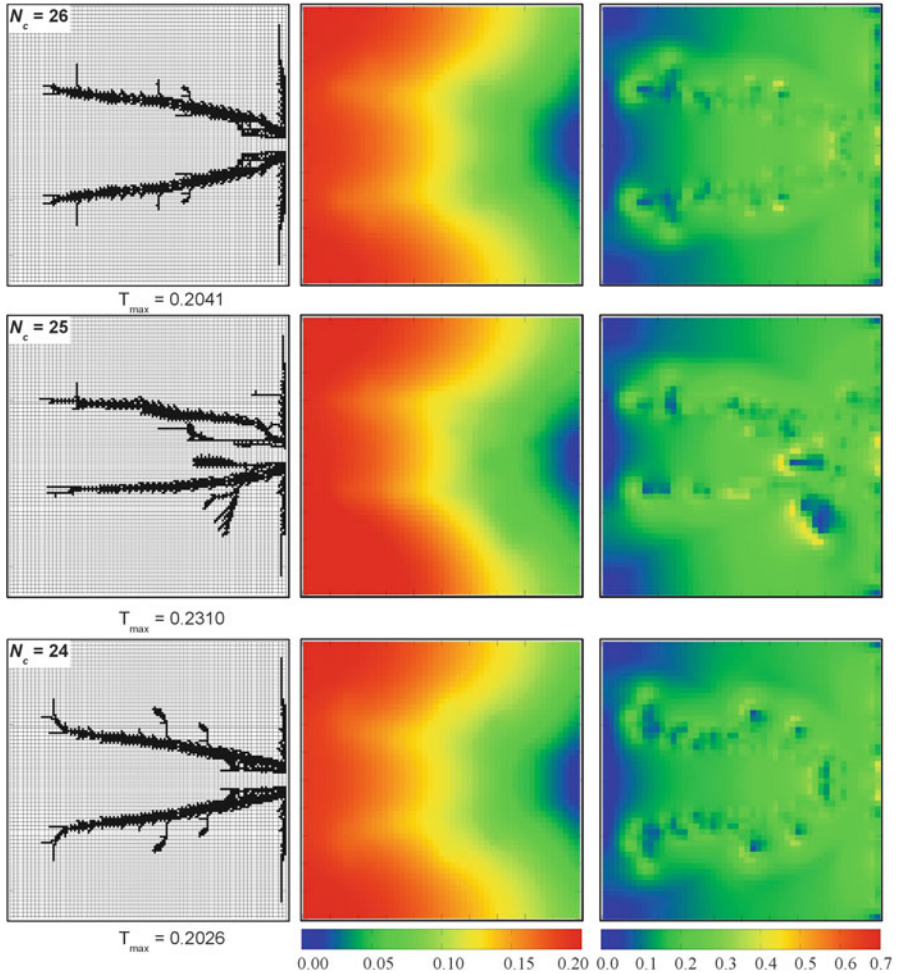 N_c = 26
T_max = 0.2041
N_c = 25
T_max = 0.2310
N_c = 24
T_max = 0.2026
0.00 0.05 0.10 0.15 0.20
0.0 0.1 0.2 0.3 0.4 0.5 0.6 0.7